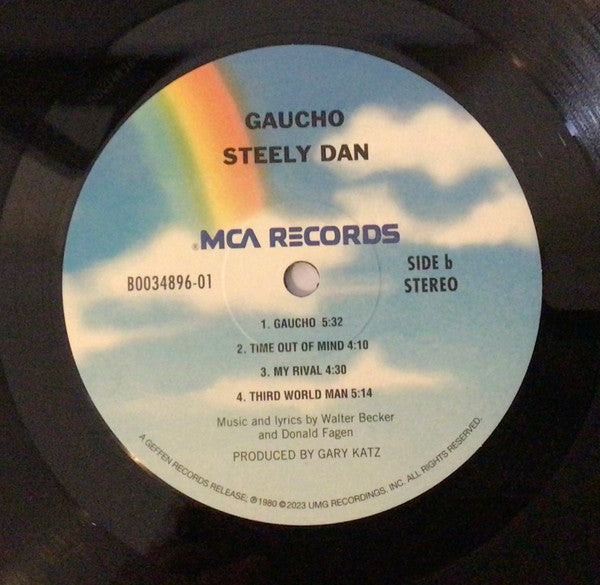 GAUCHO
STEELY DAN
MCA RECORDS
B0034896-01
SIDE b
STEREO
1. GAUCHO 5:32
2. TIME OUT OF MIND 4:10
3. MY RIVAL 4:30
4. THIRD WORLD MAN 5:14
Music and lyrics by Walter Becker
and Donald Fagen
PRODUCED BY GARY KATZ
A GEFFEN RECORDS RELEASE; ℗1980 ©2023 UMG RECORDINGS, INC. ALL RIGHTS RESERVED.